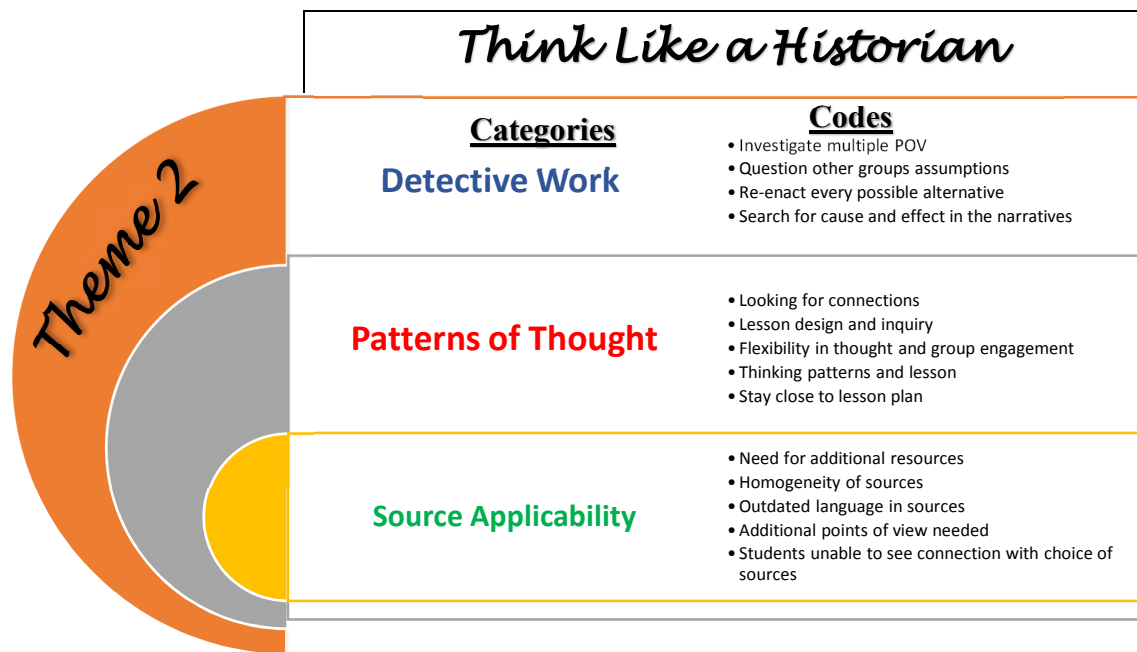 Think Like a Historian
Theme 2
Categories
Codes
Detective Work
• Investigate multiple POV
• Question other groups assumptions
• Re-enact every possible alternative
• Search for cause and effect in the narratives
Patterns of Thought
• Looking for connections
• Lesson design and inquiry
• Flexibility in thought and group engagement
• Thinking patterns and lesson
• Stay close to lesson plan
Source Applicability
• Need for additional resources
• Homogeneity of sources
• Outdated language in sources
• Additional points of view needed
• Students unable to see connection with choice of
sources